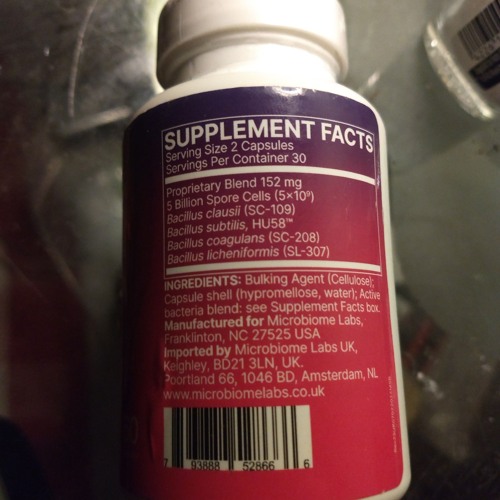 SUPPLEMENT FACTS
Serving Size 2 Capsules
Servings Per Container 30
Proprietary Blend 152 mg
5 Billion Spore Cells (5×10⁹)
Bacillus clausii (SC-109)
Bacillus subtilis, HU58™
Bacillus coagulans (SC-208)
Bacillus licheniformis (SL-307)
INGREDIENTS: Bulking Agent (Cellulose);
Capsule shell (hypromellose, water); Active
bacteria blend: see Supplement Facts box.
Manufactured for Microbiome Labs,
Franklinton, NC 27525 USA
Imported by Microbiome Labs UK,
Keighley, BD21 3LN, UK.
Poortland 66, 1046 BD, Amsterdam, NL
www.microbiomelabs.co.uk
7 93888 52866 6